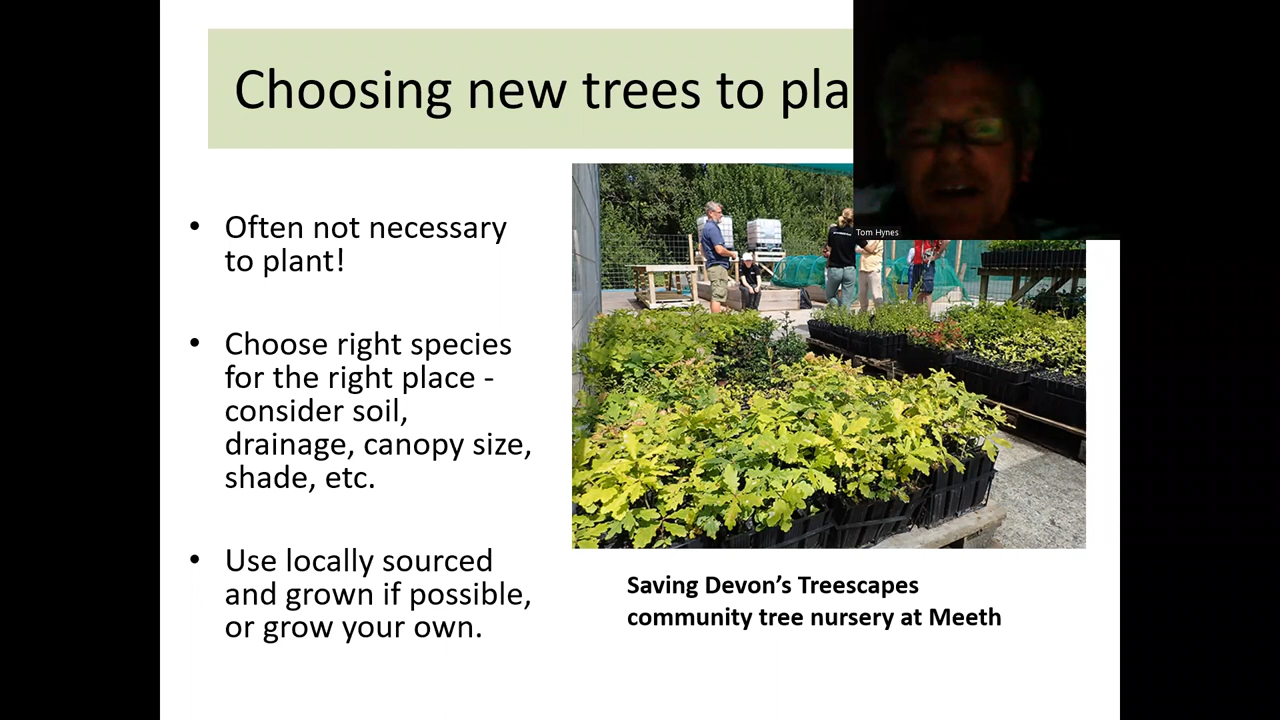 Choosing new trees to pla
Tom Hynes
• Often not necessary
to plant!
• Choose right species
for the right place -
consider soil,
drainage, canopy size,
shade, etc.
• Use locally sourced
and grown if possible,
or grow your own.
Saving Devon’s Treescapes
community tree nursery at Meeth